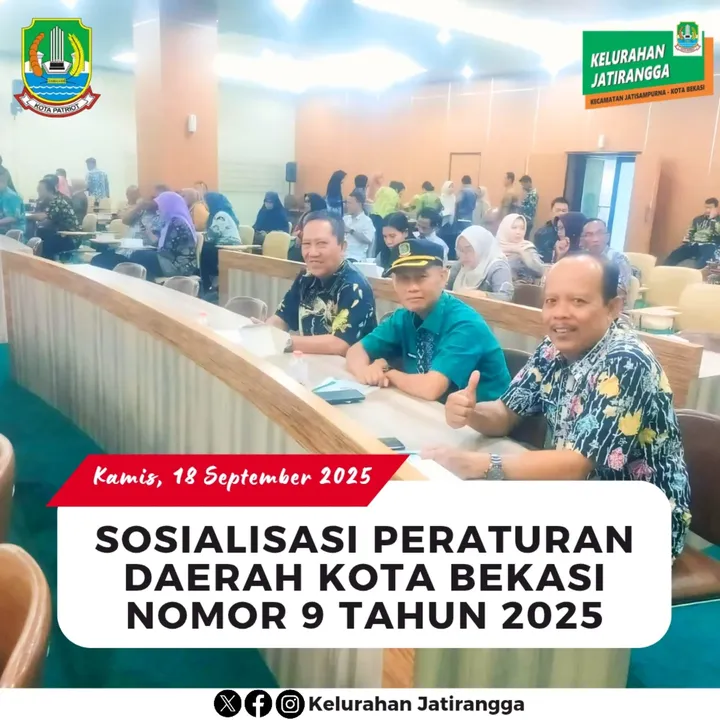 KOTA PATRIOT
KELURAHAN
JATIRANGGA
KECAMATAN JATISAMPURNA - KOTA BEKASI
Kamis, 18 September 2025
SOSIALISASI PERATURAN
DAERAH KOTA BEKASI
NOMOR 9 TAHUN 2025
Kelurahan Jatirangga